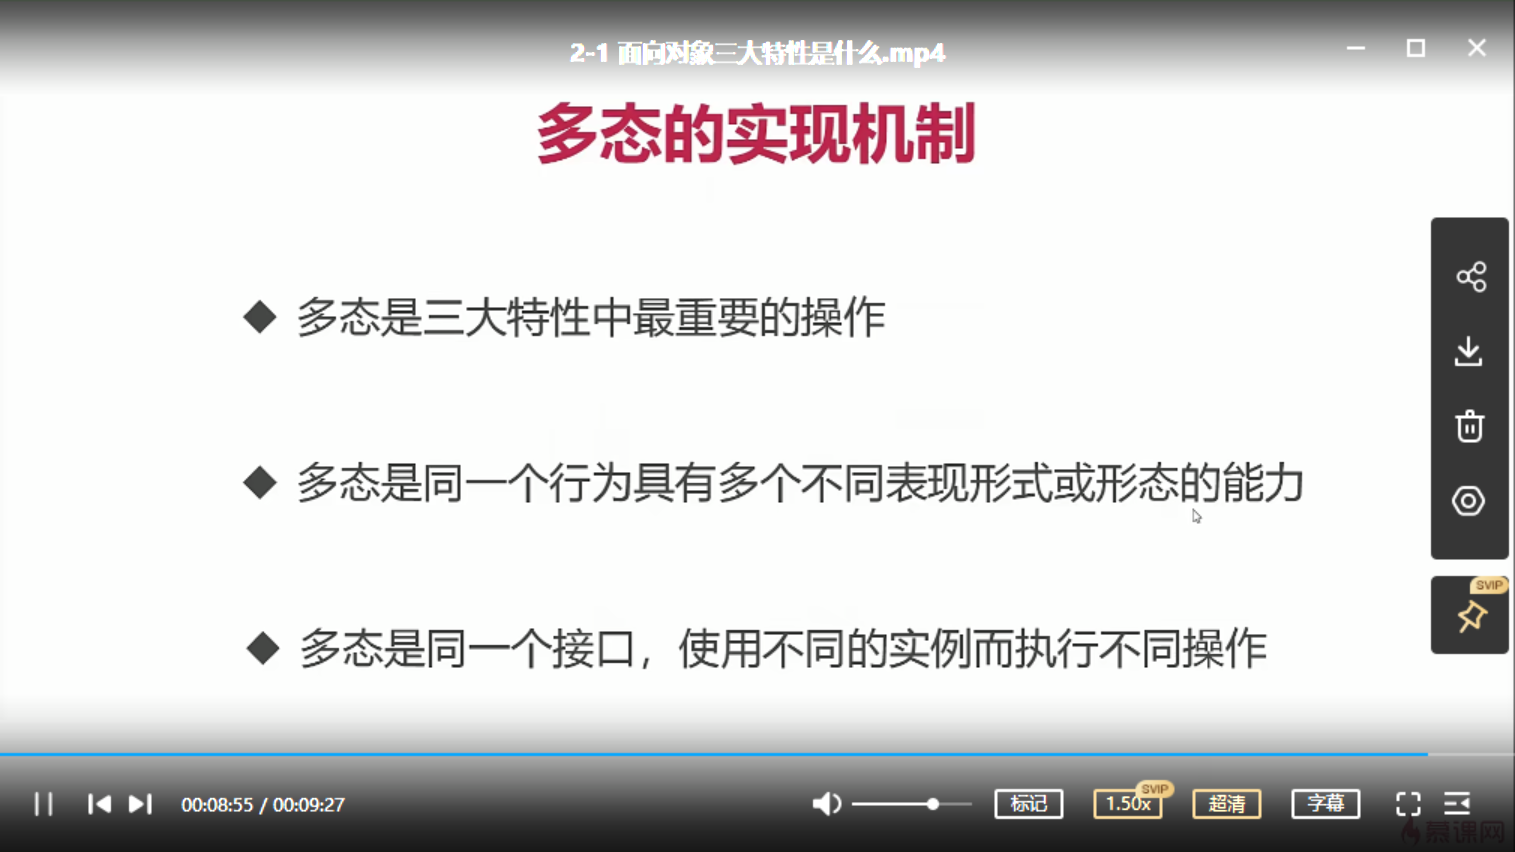 2-1 面向对象三大特性是什么.mp4
多态的实现机制
多态是三大特性中最重要的操作
多态是同一个行为具有多个不同表现形式或形态的能力
多态是同一个接口，使用不同的实例而执行不同操作
SVIP
00:08:55 / 00:09:27
标记
1.50x
SVIP
超清
字幕
慕课网